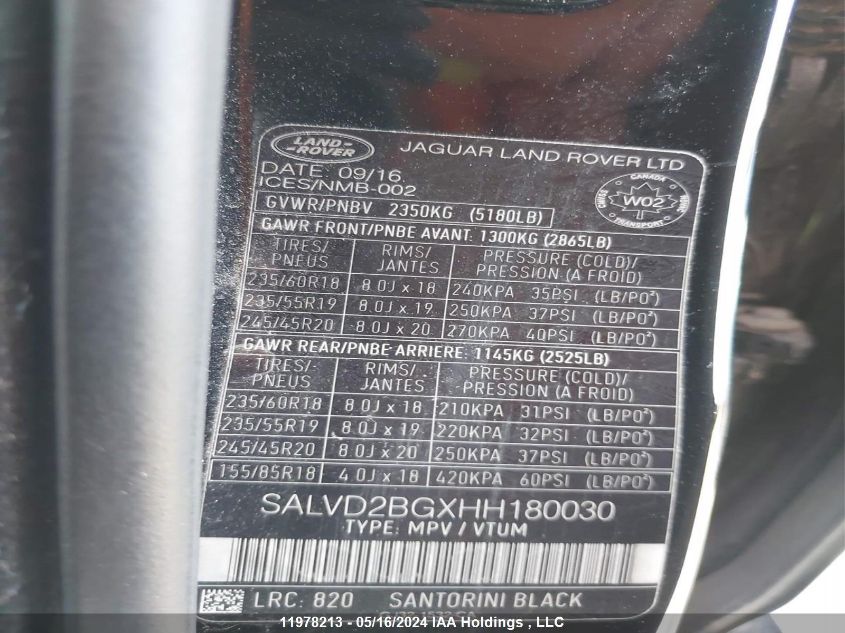 LAND-
ROVER
JAGUAR LAND ROVER LTD
DATE 09/16
ICES/NMB-002
GVWR/PNBV 2350KG (5180LB)
CANADA
W02
TRANSPORT
GAWR FRONT/PNBE AVANT: 1300KG (2865LB)
TIRES/ PNEUS RIMS/ JANTES PRESSURE (COLD)/ PRESSION (A FROID)
235/60R18 8.0J x 18 240KPA 35PSI (LB/PO²)
235/55R19 8.0J x 19 250KPA 37PSI (LB/PO²)
245/45R20 8.0J x 20 270KPA 40PSI (LB/PO²)
GAWR REAR/PNBE ARRIERE: 1145KG (2525LB)
TIRES/ PNEUS RIMS/ JANTES PRESSURE (COLD)/ PRESSION (A FROID)
235/60R18 8.0J x 18 210KPA 31PSI (LB/PO²)
235/55R19 8.0J x 19 220KPA 32PSI (LB/PO²)
245/45R20 8.0J x 20 250KPA 37PSI (LB/PO²)
155/85R18 4.0J x 18 420KPA 60PSI (LB/PO²)
SALVD2BGXHH180030
TYPE: MPV / VTUM
LRC: 820 SANTORINI BLACK
11978213 - 05/16/2024 IAA Holdings , LLC